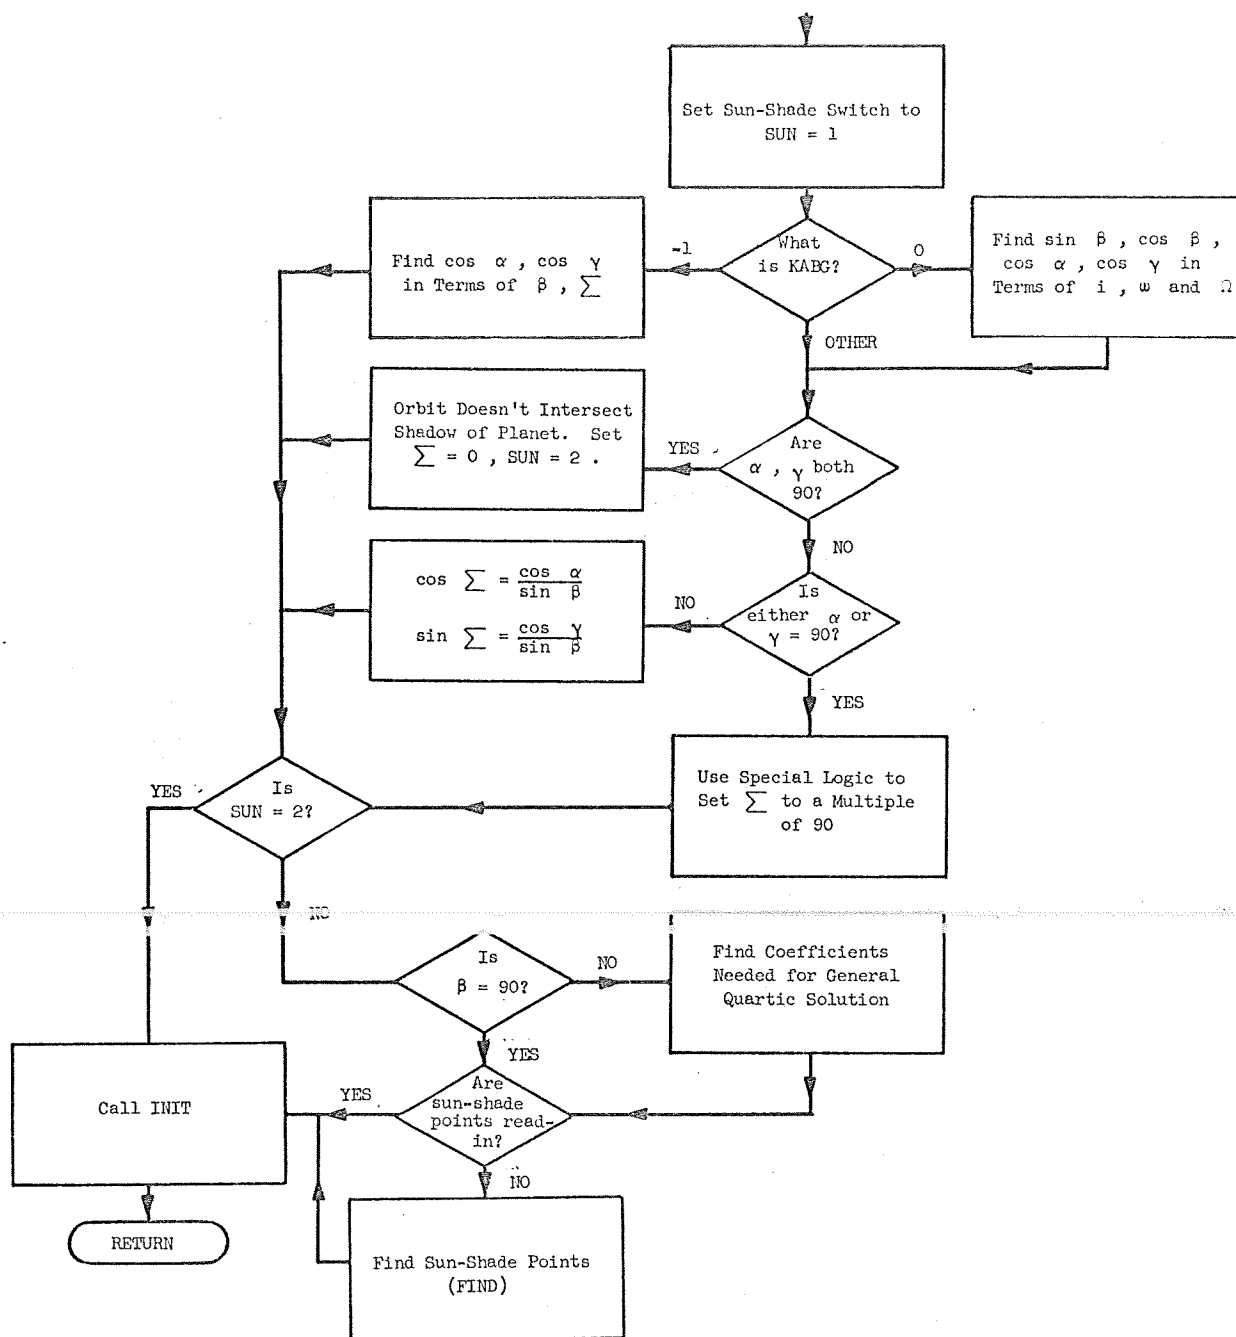 Set Sun-Shade Switch to
SUN = 1
What
is KABG?
-1
0
OTHER
Find cos α , cos γ
in Terms of β , ∑
Find sin β , cos β ,
cos α , cos γ in
Terms of i , ω and Ω
Orbit Doesn't Intersect
Shadow of Planet. Set
∑ = 0 , SUN = 2 .
YES
Are
α , γ both
90?
NO
cos ∑ = cos α / sin β
sin ∑ = cos γ / sin β
NO
Is
either α or
γ = 90?
YES
Use Special Logic to
Set ∑ to a Multiple
of 90
YES
Is
SUN = 2?
NO
Is
β = 90?
NO
Find Coefficients
Needed for General
Quartic Solution
YES
Call INIT
YES
Are
sun-shade
points read-
in?
NO
RETURN
Find Sun-Shade Points
(FIND)